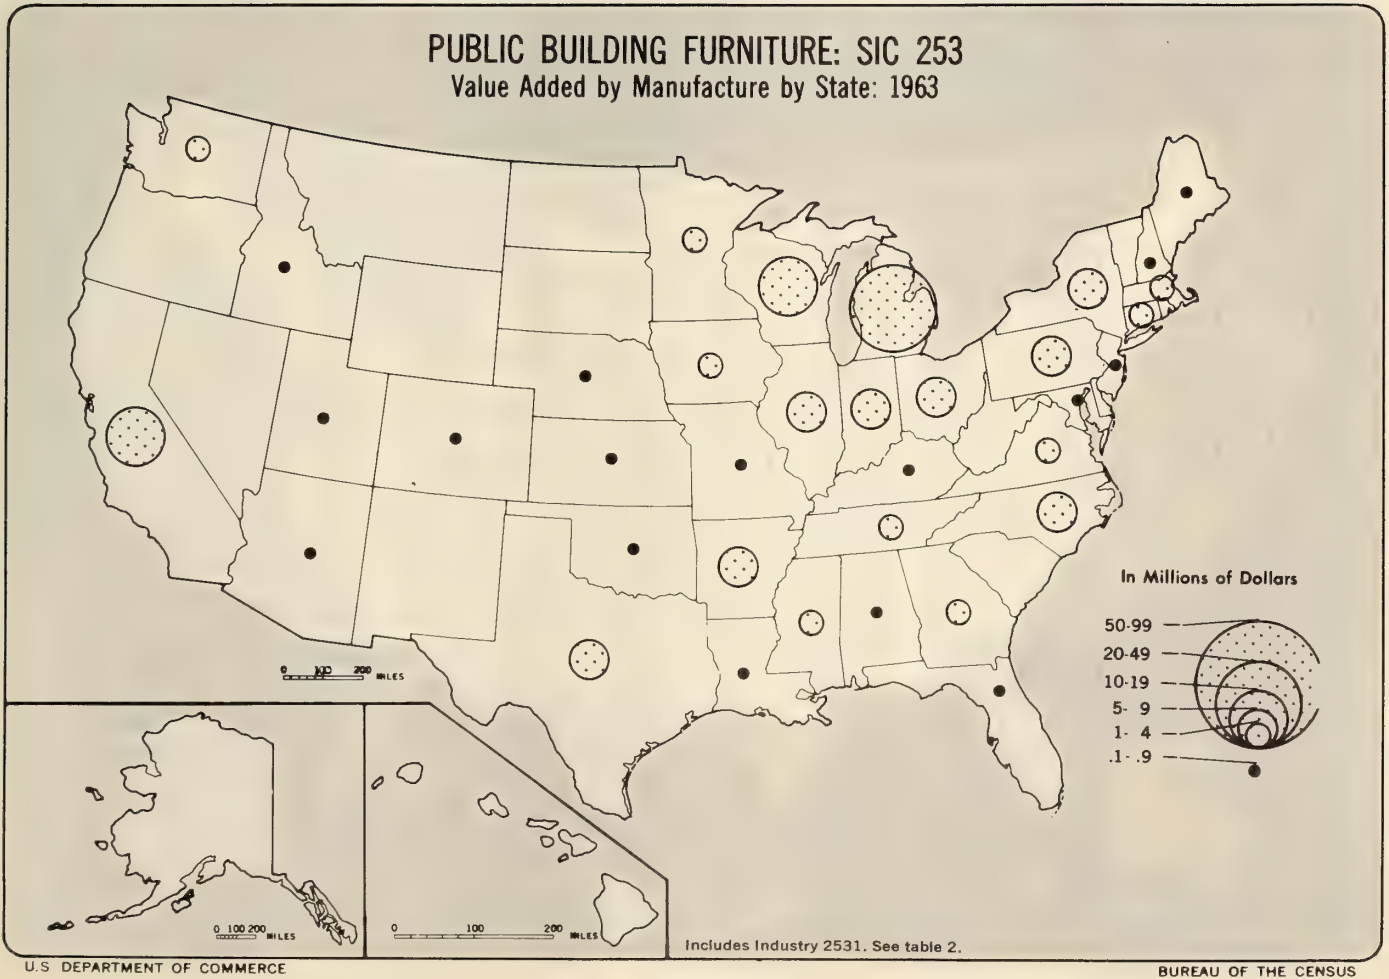 PUBLIC BUILDING FURNITURE: SIC 253
Value Added by Manufacture by State: 1963
In Millions of Dollars
50-99
20-49
10-19
5- 9
1- 4
.1- .9
0 100 200
MILES
0 100 200
MILES
0 100 200
MILES
Includes Industry 2531. See table 2.
U.S DEPARTMENT OF COMMERCE
BUREAU OF THE CENSUS